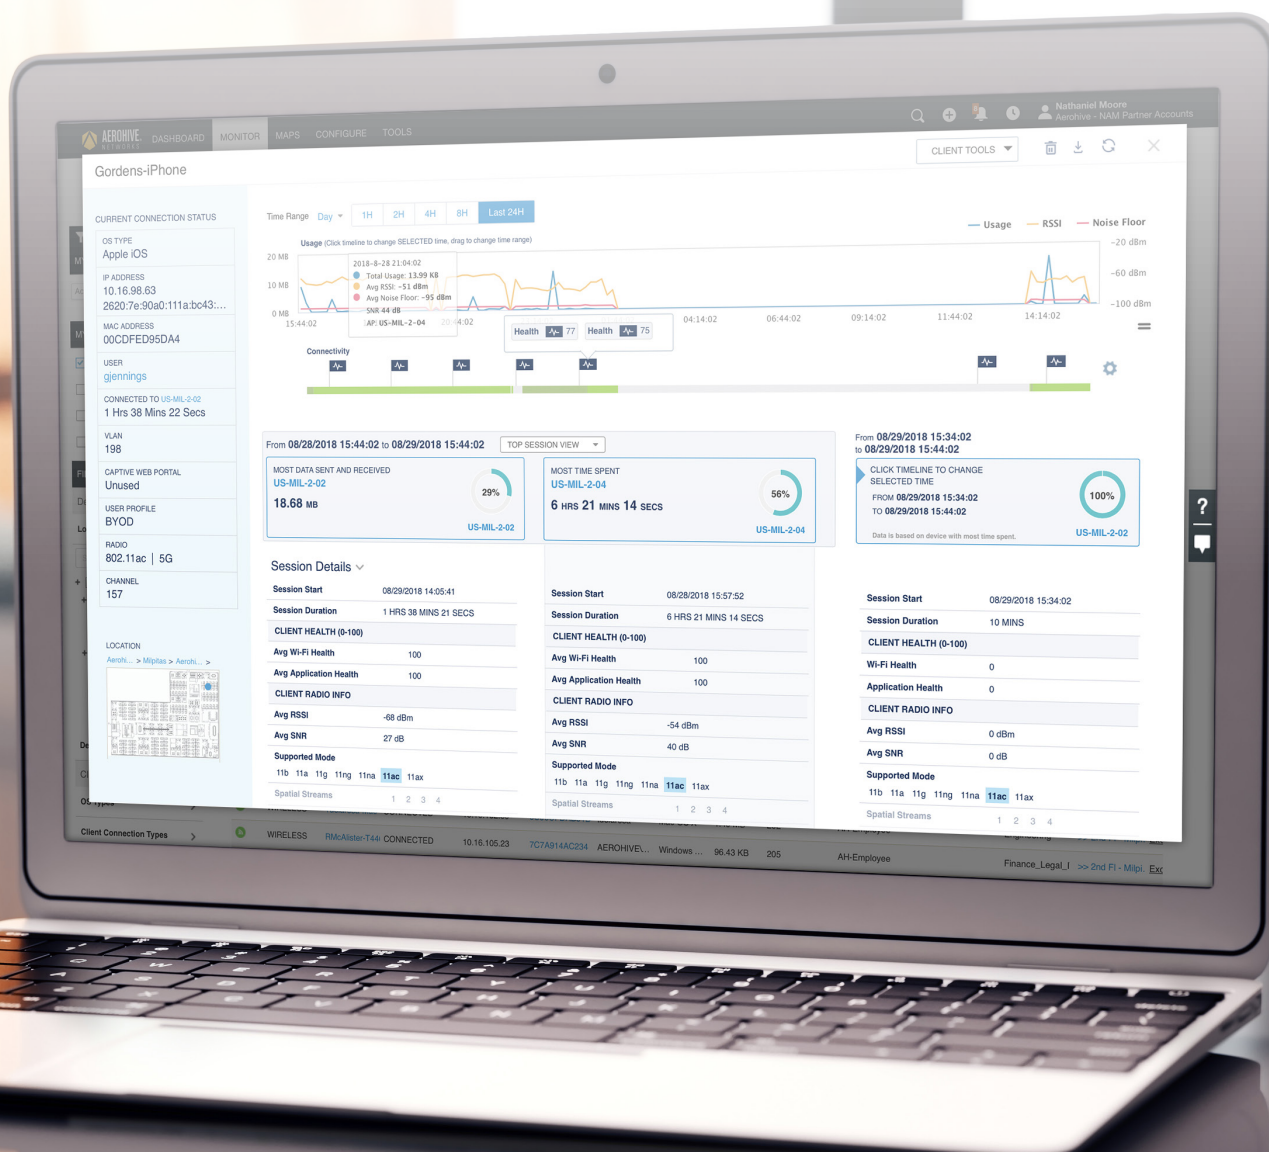 Nathaniel Moore
Aerohive - NAM Partner Accounts
AEROHIVE
NETWORKS
DASHBOARD MONITOR MAPS CONFIGURE TOOLS
Gordens-iPhone
CLIENT TOOLS
CURRENT CONNECTION STATUS
OS TYPE
Apple iOS
IP ADDRESS
10.16.98.63
2620:7e:90a0:111a:bc43:...
MAC ADDRESS
00CDFED95DA4
USER
gjennings
CONNECTED TO US-MIL-2-02
1 Hrs 38 Mins 22 Secs
VLAN
198
CAPTIVE WEB PORTAL
Unused
USER PROFILE
BYOD
RADIO
802.11ac | 5G
CHANNEL
157
LOCATION
Aerohi... > Milpitas > Aerohi... >
Time Range Day 1H 2H 4H 8H Last 24H
Usage (Click timeline to change SELECTED time, drag to change time range)
Usage RSSI Noise Floor
20 MB
10 MB
0 MB
-20 dBm
-60 dBm
-100 dBm
2018-8-28 21:04:02
Total Usage: 13.99 KB
Avg RSSI: -51 dBm
Avg Noise Floor: -95 dBm
SNR 44 dB
AP: US-MIL-2-04
15:44:02 04:14:02 06:44:02 09:14:02 11:44:02 14:14:02
Health 77 Health 75
Connectivity
From 08/28/2018 15:44:02 to 08/29/2018 15:44:02 TOP SESSION VIEW
MOST DATA SENT AND RECEIVED
US-MIL-2-02
18.68 MB
29%
US-MIL-2-02
MOST TIME SPENT
US-MIL-2-04
6 HRS 21 MINS 14 SECS
56%
US-MIL-2-04
From 08/29/2018 15:34:02
to 08/29/2018 15:44:02
CLICK TIMELINE TO CHANGE
SELECTED TIME
FROM 08/29/2018 15:34:02
TO 08/29/2018 15:44:02
Data is based on device with most time spent.
100%
US-MIL-2-02
?
Session Details
Session Start 08/29/2018 14:05:41
Session Duration 1 HRS 38 MINS 21 SECS
CLIENT HEALTH (0-100)
Avg Wi-Fi Health 100
Avg Application Health 100
CLIENT RADIO INFO
Avg RSSI -68 dBm
Avg SNR 27 dB
Supported Mode
11b 11a 11g 11ng 11na 11ac 11ax
Spatial Streams 1 2 3 4
Session Start 08/28/2018 15:57:52
Session Duration 6 HRS 21 MINS 14 SECS
CLIENT HEALTH (0-100)
Avg Wi-Fi Health 100
Avg Application Health 100
CLIENT RADIO INFO
Avg RSSI -54 dBm
Avg SNR 40 dB
Supported Mode
11b 11a 11g 11ng 11na 11ac 11ax
Spatial Streams 1 2 3 4
Session Start 08/29/2018 15:34:02
Session Duration 10 MINS
CLIENT HEALTH (0-100)
Wi-Fi Health 0
Application Health 0
CLIENT RADIO INFO
Avg RSSI 0 dBm
Avg SNR 0 dB
Supported Mode
11b 11a 11g 11ng 11na 11ac 11ax
Spatial Streams 1 2 3 4
Client Connection Types
WIRELESS RMcAlister-T44 CONNECTED 10.16.105.23 7C7A914AC234 AEROHIVE\... Windows ... 96.43 KB 205 AH-Employee Finance_Legal_I >> 2nd Fl - Milpi. Exc